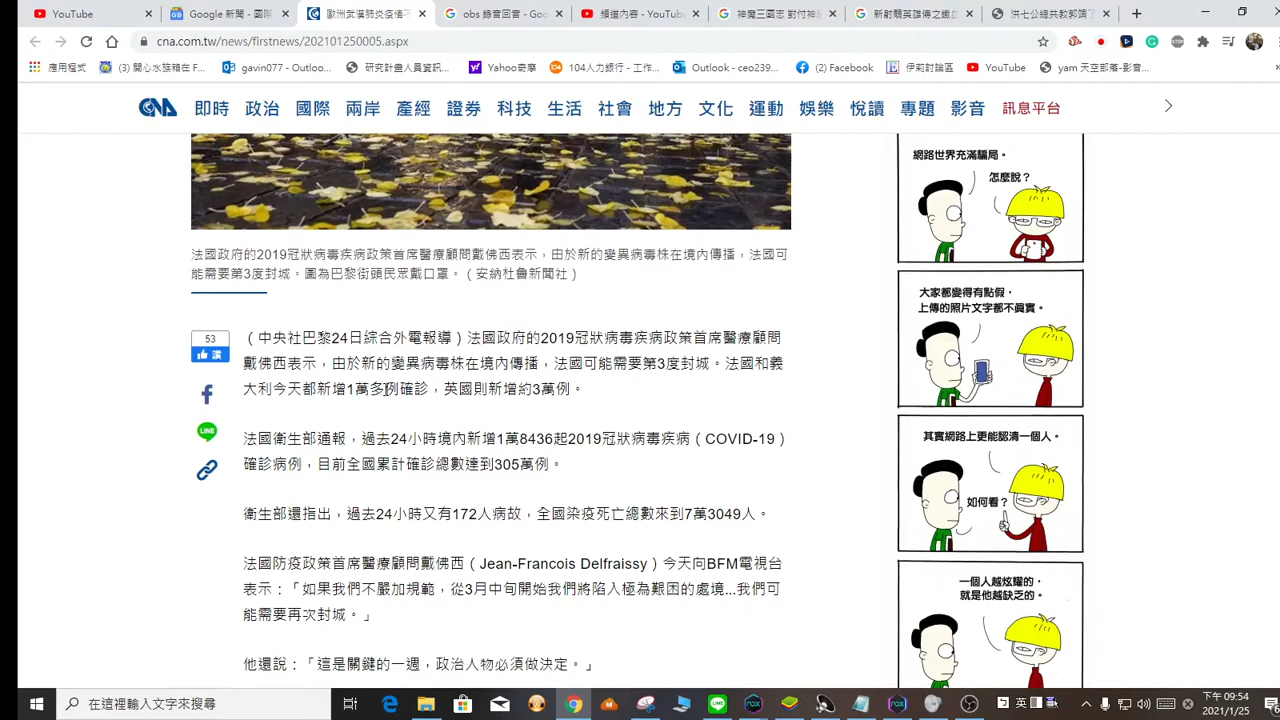 YouTube
Google 新聞 - 國際
歐洲武漢肺炎疫情不
obs 錄音回音 - Goo
頻道內容 - YouTube
神魔三國志 對付神
新射鵰英雄傳之鐵血
洪七公總共教郭靖了
cna.com.tw/news/firstnews/202101250005.aspx
應用程式
(3) 開心水族箱在 F...
gavin077 - Outloo...
研究計畫人員資訊...
Yahoo奇摩
104人力銀行 - 工作...
Outlook - ceo239...
(2) Facebook
伊莉討論區
YouTube
yam 天空部落-影音...
CNA 即時 政治 國際 兩岸 產經 證券 科技 生活 社會 地方 文化 運動 娛樂 悅讀 專題 影音 訊息平台
法國政府的2019冠狀病毒疾病政策首席醫療顧問戴佛西表示，由於新的變異病毒株在境內傳播，法國可
能需要第3度封城。圖為巴黎街頭民眾戴口罩。（安納杜魯新聞社）
53
讚
LINE
（中央社巴黎24日綜合外電報導）法國政府的2019冠狀病毒疾病政策首席醫療顧問
戴佛西表示，由於新的變異病毒株在境內傳播，法國可能需要第3度封城。法國和義
大利今天都新增1萬多例確診，英國則新增約3萬例。
法國衛生部通報，過去24小時境內新增1萬8436起2019冠狀病毒疾病（COVID-19）
確診病例，目前全國累計確診總數達到305萬例。
衛生部還指出，過去24小時又有172人病故，全國染疫死亡總數來到7萬3049人。
法國防疫政策首席醫療顧問戴佛西（Jean-Francois Delfraissy）今天向BFM電視台
表示：「如果我們不嚴加規範，從3月中旬開始我們將陷入極為艱困的處境...我們可
能需要再次封城。」
他還說：「這是關鍵的一週，政治人物必須做決定。」
網路世界充滿騙局。
怎麼說？
大家都變得有點假，
上傳的照片文字都不真實。
其實網路上更能認清一個人。
如何看？
一個人越炫耀的，
就是他越缺乏的。
在這裡輸入文字來搜尋
英
下午 09:54
2021/1/25